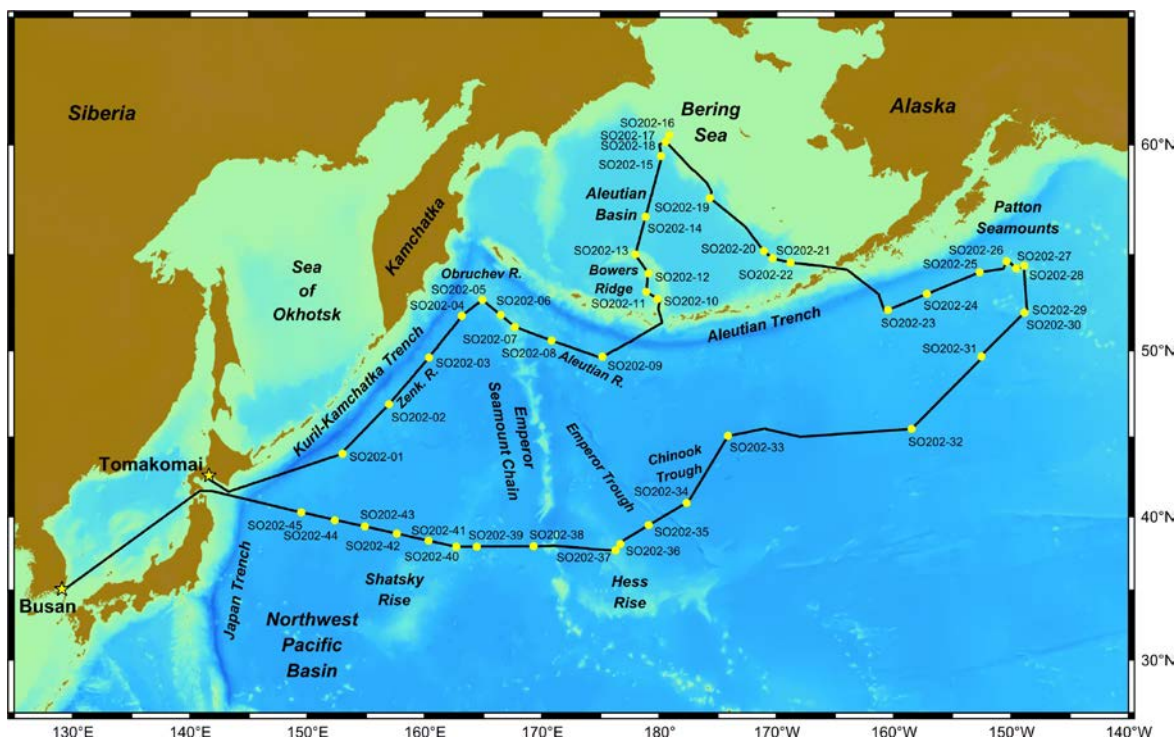 Siberia
Bering
Sea
Alaska
SO202-16
SO202-17
SO202-18
SO202-15
60°N
Aleutian
Basin
SO202-19
SO202-14
Patton
Seamounts
Kamchatka
SO202-13
SO202-20
SO202-21
SO202-22
SO202-26
SO202-27
SO202-25
SO202-28
Sea
of
Okhotsk
Obruchev R.
SO202-05
SO202-06
SO202-04
Bowers
Ridge
SO202-12
SO202-11
SO202-10
SO202-24
SO202-23
SO202-29
SO202-30
Aleutian Trench
SO202-07
SO202-08
SO202-03
Aleutian R.
SO202-09
SO202-31
50°N
Kuril-Kamchatka Trench
Zenk. R.
SO202-02
Emperor
Seamount Chain
Emperor Trough
Chinook
Trough
SO202-33
SO202-32
SO202-01
Tomakomai
SO202-34
40°N
SO202-45
SO202-44
SO202-43
SO202-42
SO202-41
SO202-40
SO202-39
SO202-38
SO202-37
SO202-36
SO202-35
Busan
Japan Trench
Shatsky
Rise
Hess
Rise
Northwest
Pacific
Basin
30°N
130°E
140°E
150°E
160°E
170°E
180°
170°W
160°W
150°W
140°W